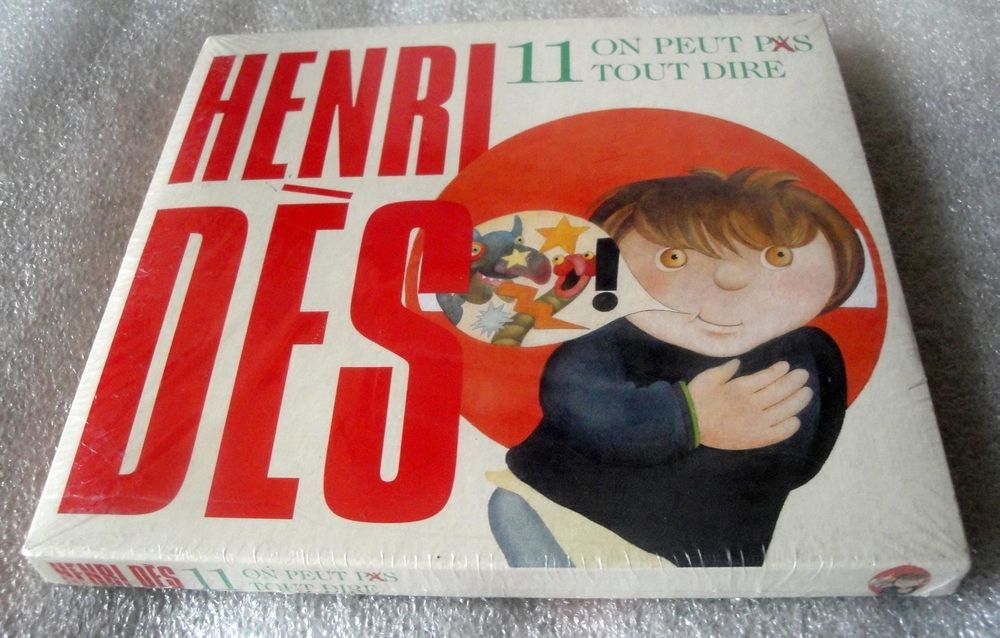 HENRI
DÈS
11 ON PEUT PAS
TOUT DIRE
!
HENRI DÈS 11 ON PEUT PAS
TOUT DIRE